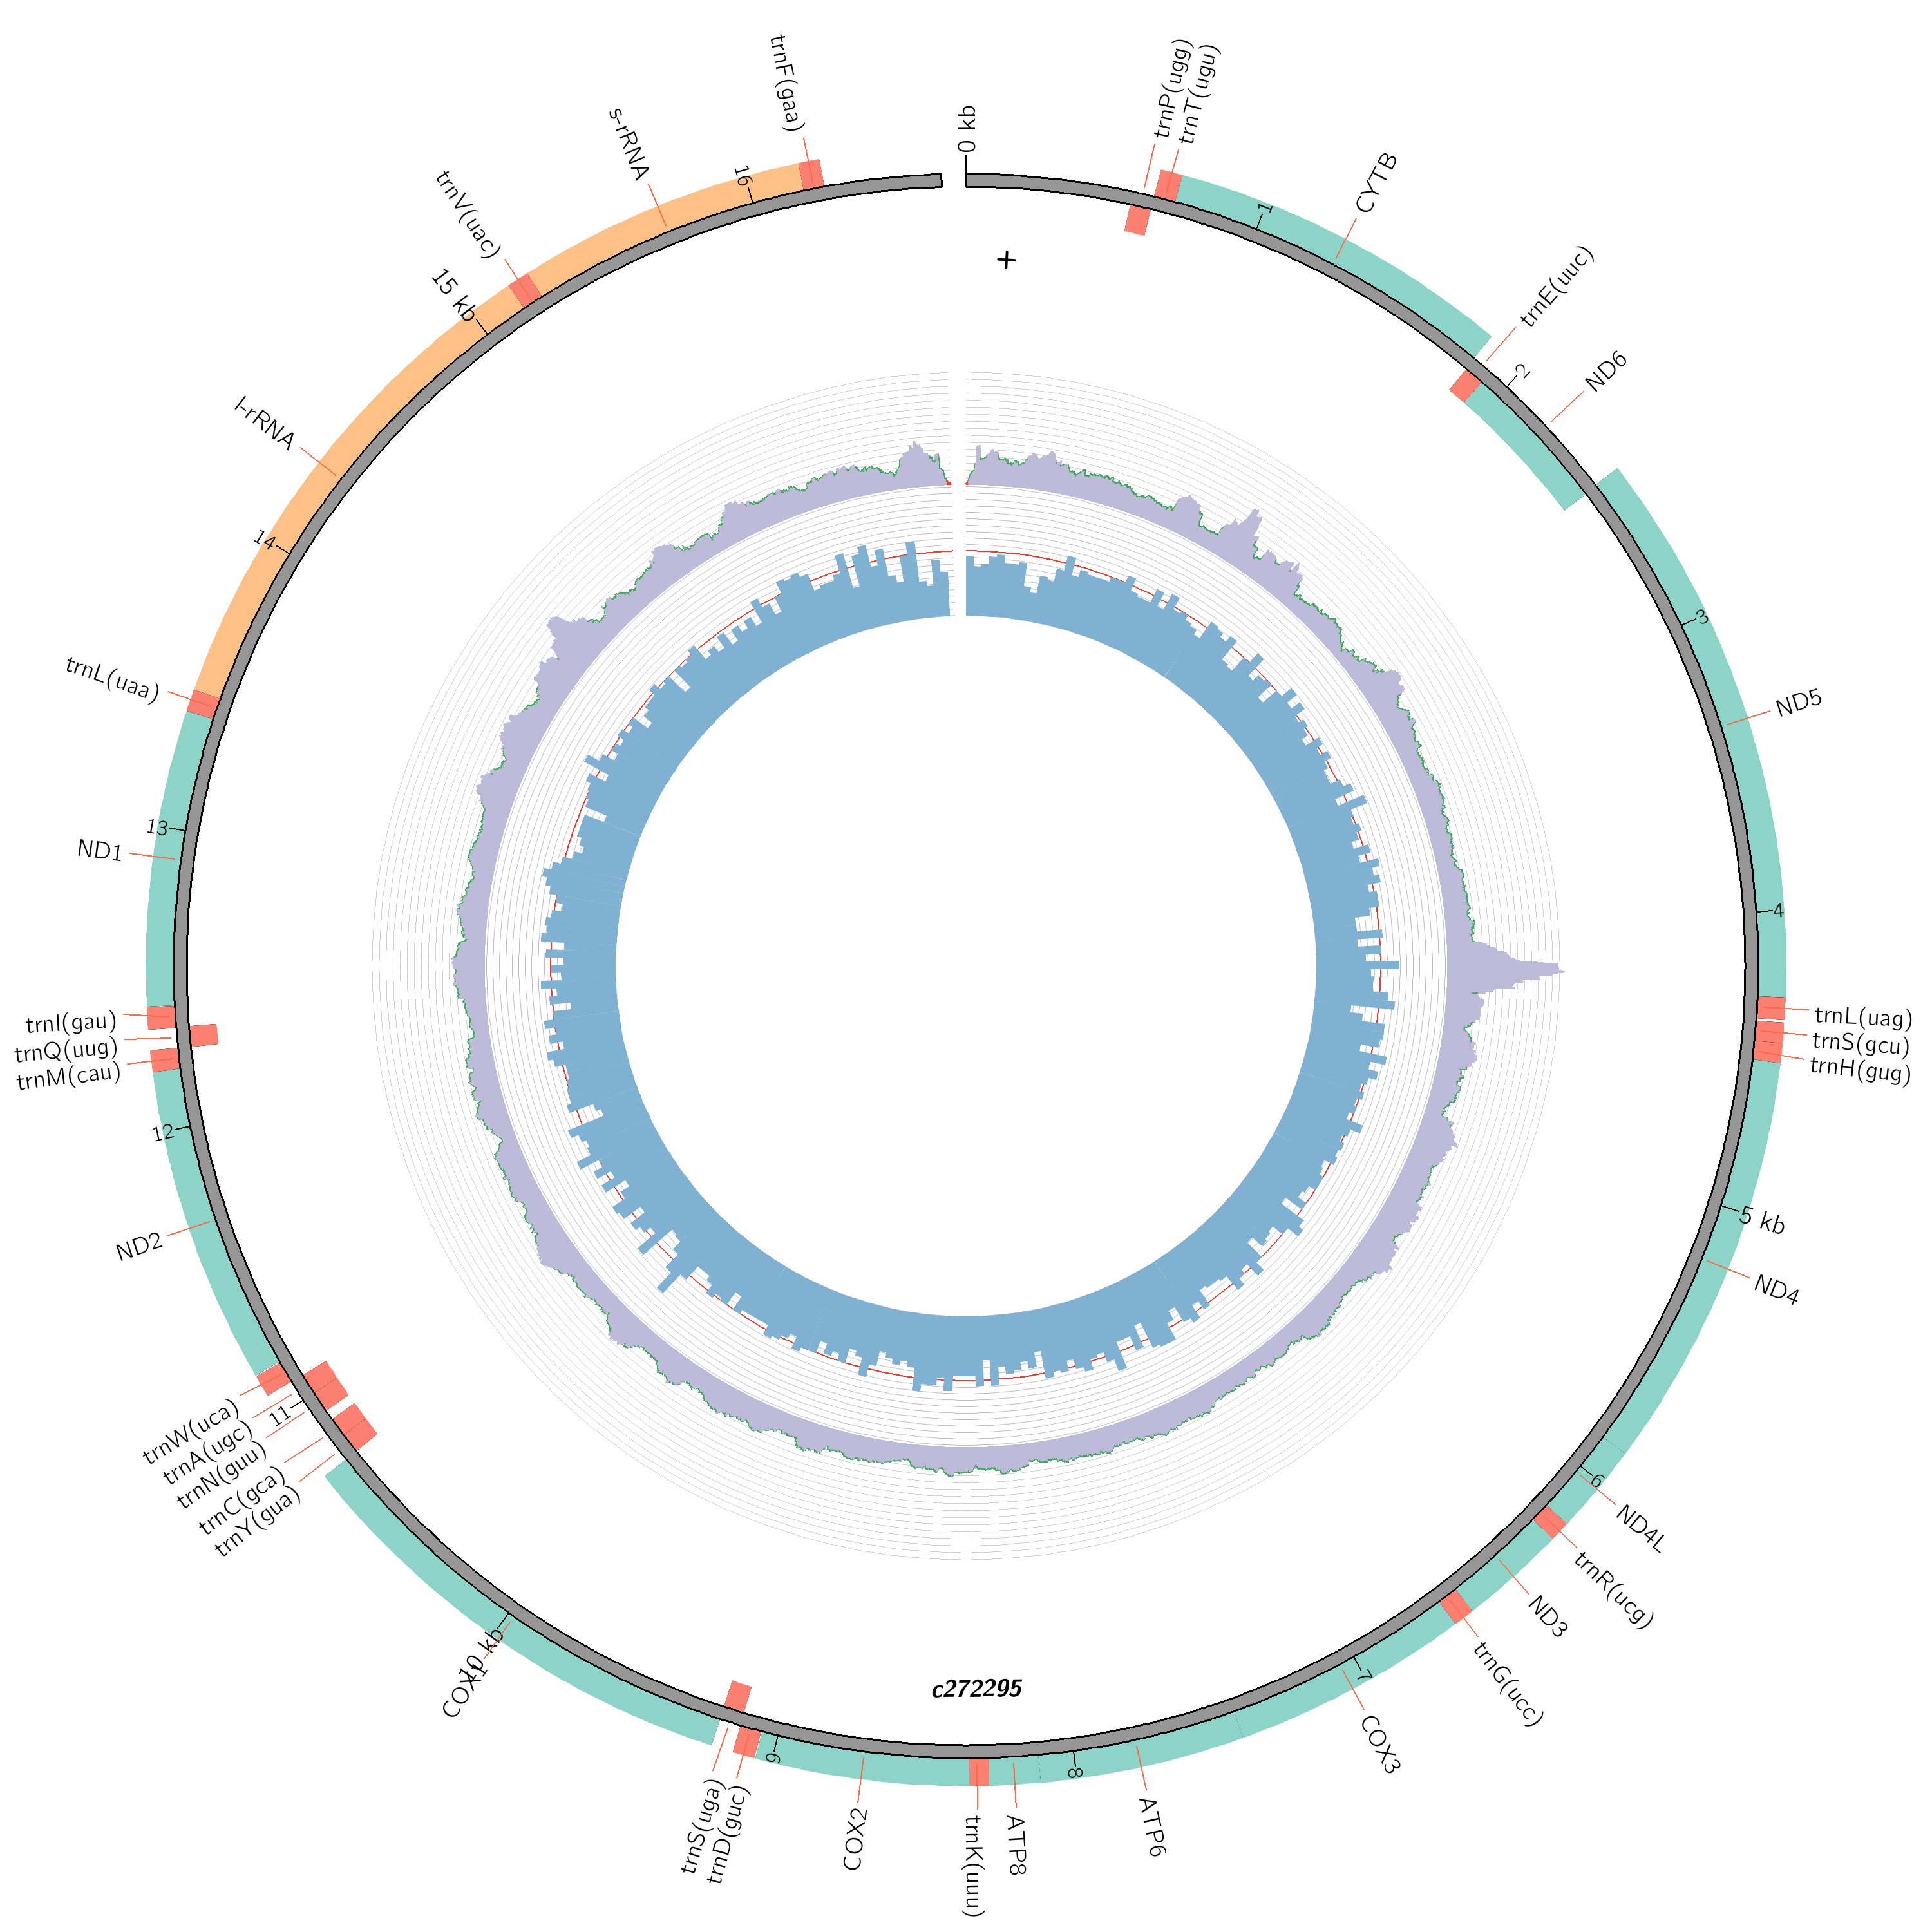 0 kb
trnP(ugg)
trnT(ugu)
1
CYTB
trnE(uuc)
2
ND6
3
ND5
4
trnL(uag)
trnS(gcu)
trnH(gug)
5 kb
ND4
6
ND4L
trnR(ucg)
ND3
trnG(ucc)
7
COX3
ATP6
8
ATP8
trnK(uuu)
COX2
9
trnD(guc)
trnS(uga)
10 kb
COX1
trnY(gua)
trnC(gca)
trnN(guu)
11
trnA(ugc)
trnW(uca)
ND2
12
trnM(cau)
trnQ(uug)
trnI(gau)
ND1
13
trnL(uaa)
14
l-rRNA
15 kb
trnV(uac)
s-rRNA
16
trnF(gaa)
+
c272295